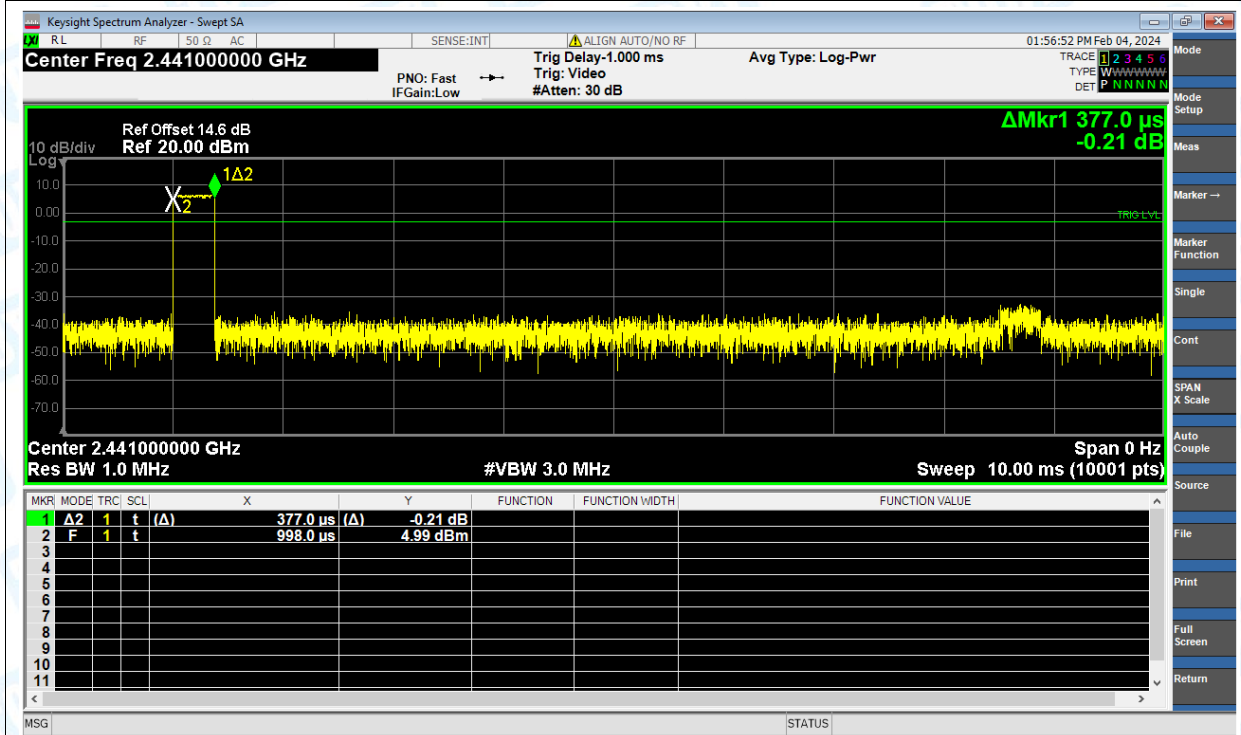 Keysight Spectrum Analyzer - Swept SA
LXI RL RF 50 Ω AC SENSE:INT ALIGN AUTO/NO RF 01:56:52 PM Feb 04, 2024
Center Freq 2.441000000 GHz
PNO: Fast
IFGain:Low
Trig Delay-1.000 ms
Trig: Video
#Atten: 30 dB
Avg Type: Log-Pwr
TRACE 1 2 3 4 5 6
TYPE WWWWWW
DET P N N N N N
ΔMkr1 377.0 µs
-0.21 dB
Ref Offset 14.6 dB
10 dB/div Ref 20.00 dBm
Log
10.0
0.00
-10.0
-20.0
-30.0
-40.0
-50.0
-60.0
-70.0
1Δ2
X2
TRIG LVL
Center 2.441000000 GHz Span 0 Hz
Res BW 1.0 MHz #VBW 3.0 MHz Sweep 10.00 ms (10001 pts)
MKR MODE TRC SCL X Y FUNCTION FUNCTION WIDTH FUNCTION VALUE
1 Δ2 1 t (Δ) 377.0 µs (Δ) -0.21 dB
2 F 1 t 998.0 µs 4.99 dBm
3
4
5
6
7
8
9
10
11
MSG STATUS
Mode
Mode
Setup
Meas
Marker →
Marker
Function
Single
Cont
SPAN
X Scale
Auto
Couple
Source
File
Print
Full
Screen
Return